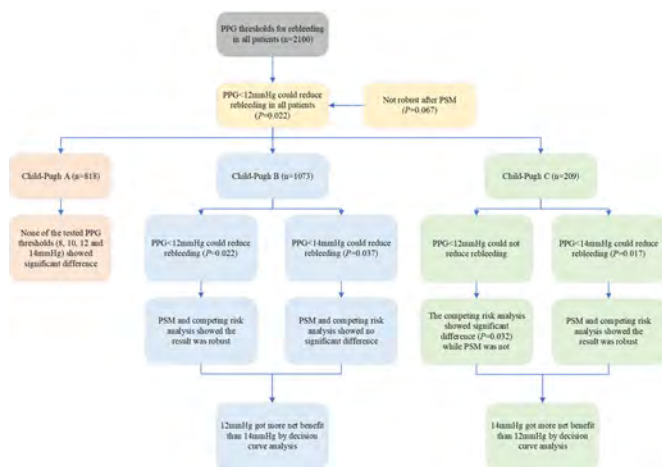 PPG thresholds for rebleeding
in all patients (n=2100)
PPG<12mmHg could reduce
rebleeding in all patients
(P=0.022)
Not robust after PSM
(P=0.067)
Child-Pugh A (n=818)
Child-Pugh B (n=1073)
Child-Pugh C (n=209)
None of the tested PPG
thresholds (8, 10, 12 and
14mmHg) showed
significant difference
PPG<12mmHg could reduce
rebleeding (P=0.022)
PPG<14mmHg could reduce
rebleeding (P=0.037)
PPG<12mmHg could not
reduce rebleeding
PPG<14mmHg could reduce
rebleeding (P=0.017)
PSM and competing risk
analysis showed the
result was robust
PSM and competing risk
analysis showed no
significant difference
The competing risk analysis
showed significant
difference (P=0.032)
while PSM was not
PSM and competing risk
analysis showed the
result was robust
12mmHg got more net benefit
than 14mmHg by decision
curve analysis
14mmHg got more net benefit
than 12mmHg by decision
curve analysis